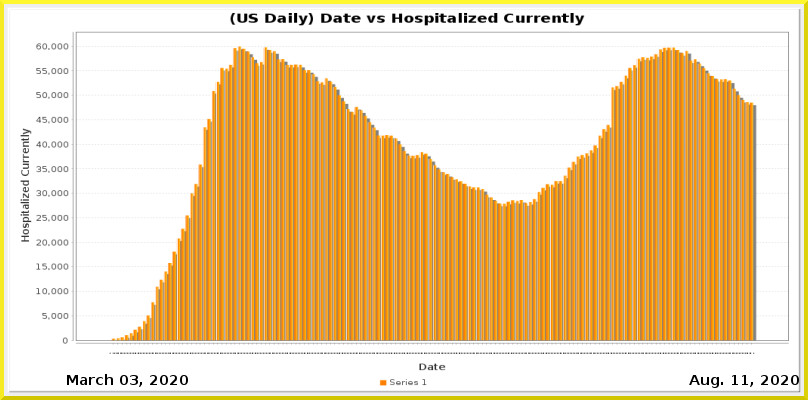 (US Daily) Date vs Hospitalized Currently
Hospitalized Currently
60,000
55,000
50,000
45,000
40,000
35,000
30,000
25,000
20,000
15,000
10,000
5,000
0
Date
March 03, 2020
Series 1
Aug. 11, 2020